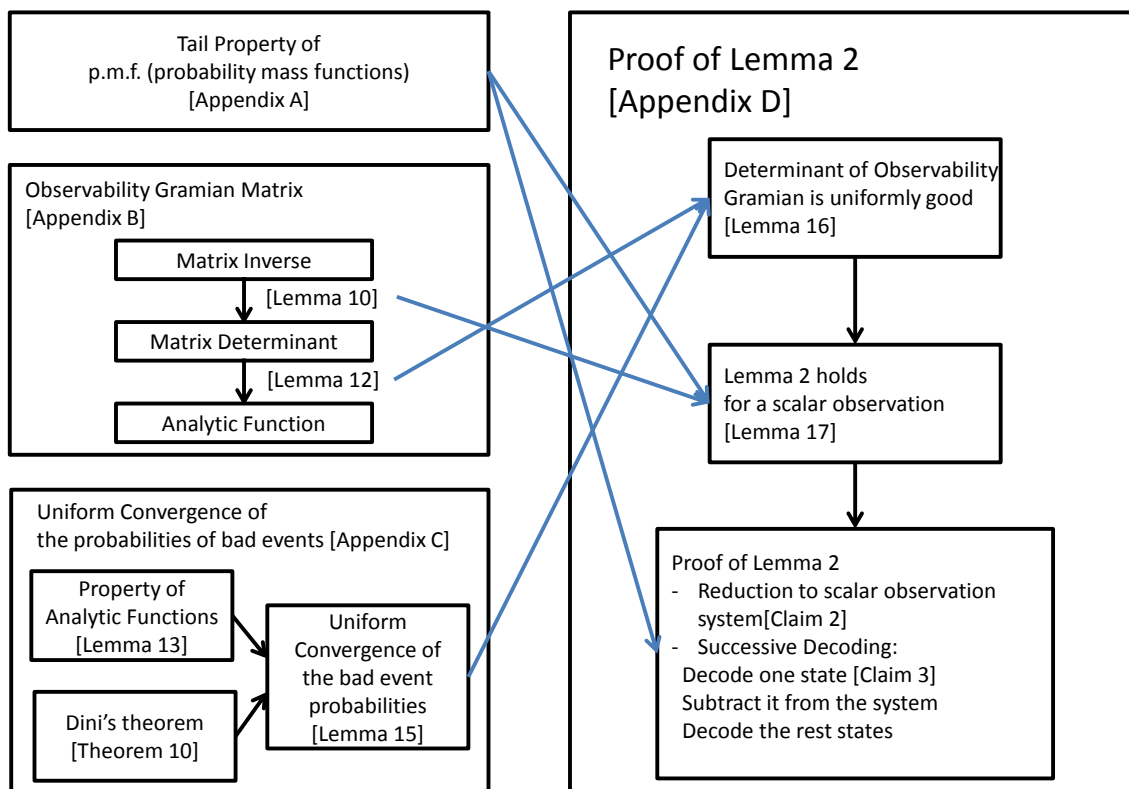 Tail Property of
p.m.f. (probability mass functions)
[Appendix A]
Observability Gramian Matrix
[Appendix B]
Matrix Inverse
[Lemma 10]
Matrix Determinant
[Lemma 12]
Analytic Function
Uniform Convergence of
the probabilities of bad events [Appendix C]
Property of
Analytic Functions
[Lemma 13]
Dini's theorem
[Theorem 10]
Uniform
Convergence of
the bad event
probabilities
[Lemma 15]
Proof of Lemma 2
[Appendix D]
Determinant of Observability
Gramian is uniformly good
[Lemma 16]
Lemma 2 holds
for a scalar observation
[Lemma 17]
Proof of Lemma 2
- Reduction to scalar observation
system[Claim 2]
- Successive Decoding:
Decode one state [Claim 3]
Subtract it from the system
Decode the rest states